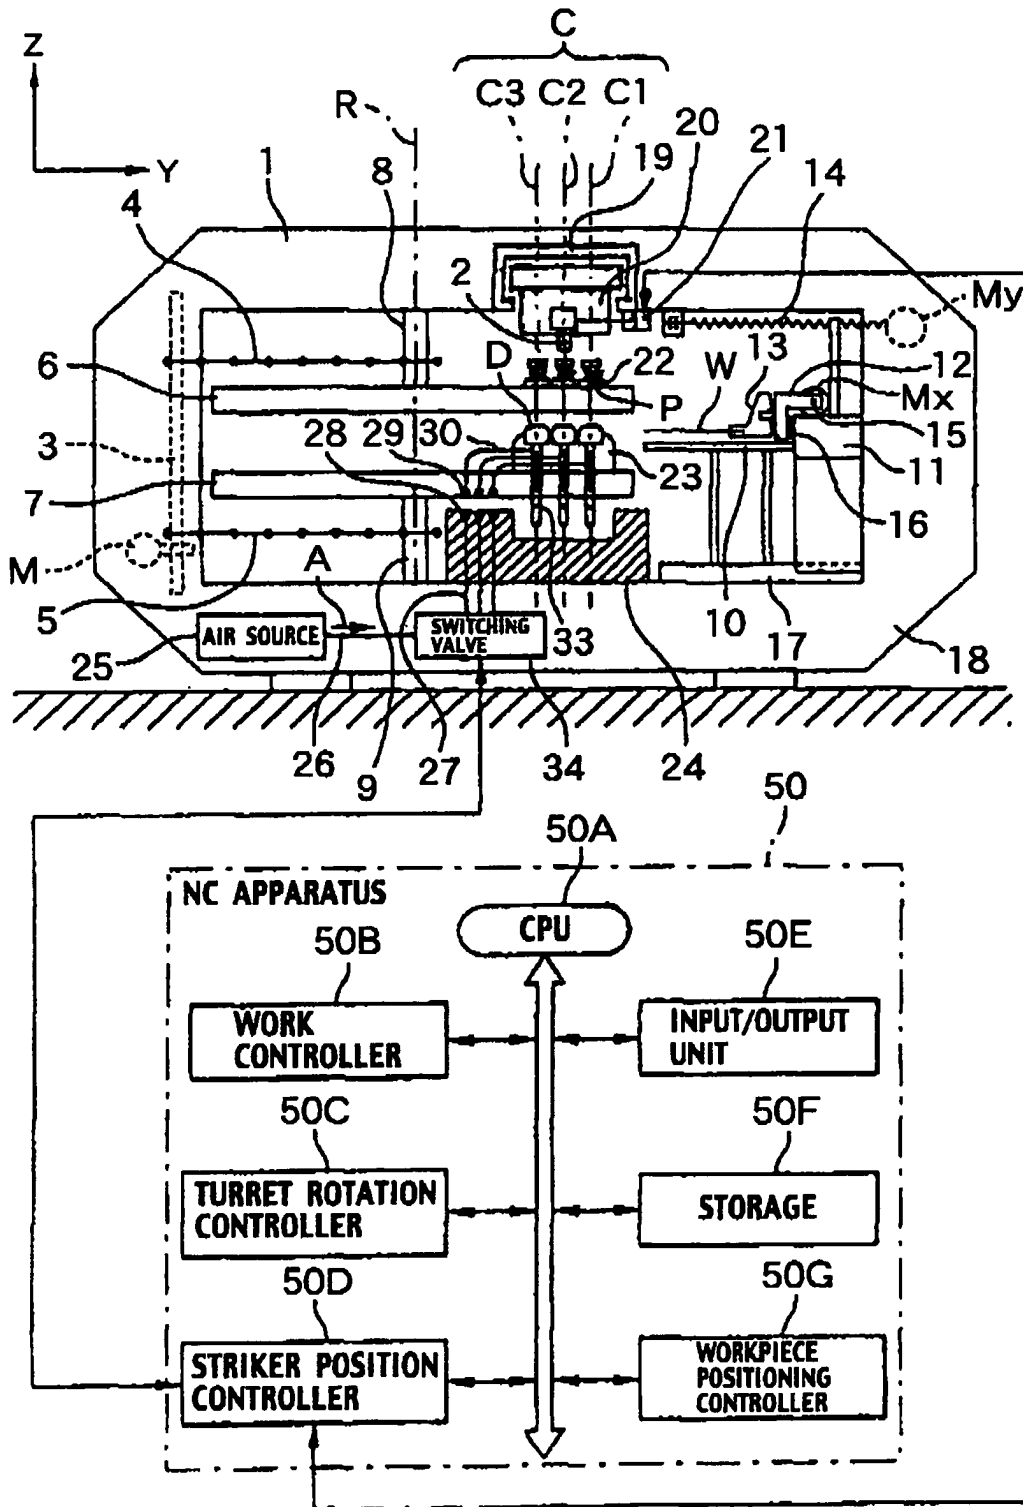 C
Z
C3 C2 C1
R
20
21
Y
1
8
19
14
3
4
2
My
D
22
W
13
12
6
P
Mx
28 29 30
15
3
23
11
7
16
M
A
5
AIR SOURCE
SWITCHING
VALVE
33
10
17
25
18
26
9
27
34
24
50
50A
NC APPARATUS
CPU
50B
50E
WORK
CONTROLLER
INPUT/OUTPUT
UNIT
50C
50F
TURRET ROTATION
CONTROLLER
STORAGE
50D
50G
STRIKER POSITION
CONTROLLER
WORKPIECE
POSITIONING
CONTROLLER